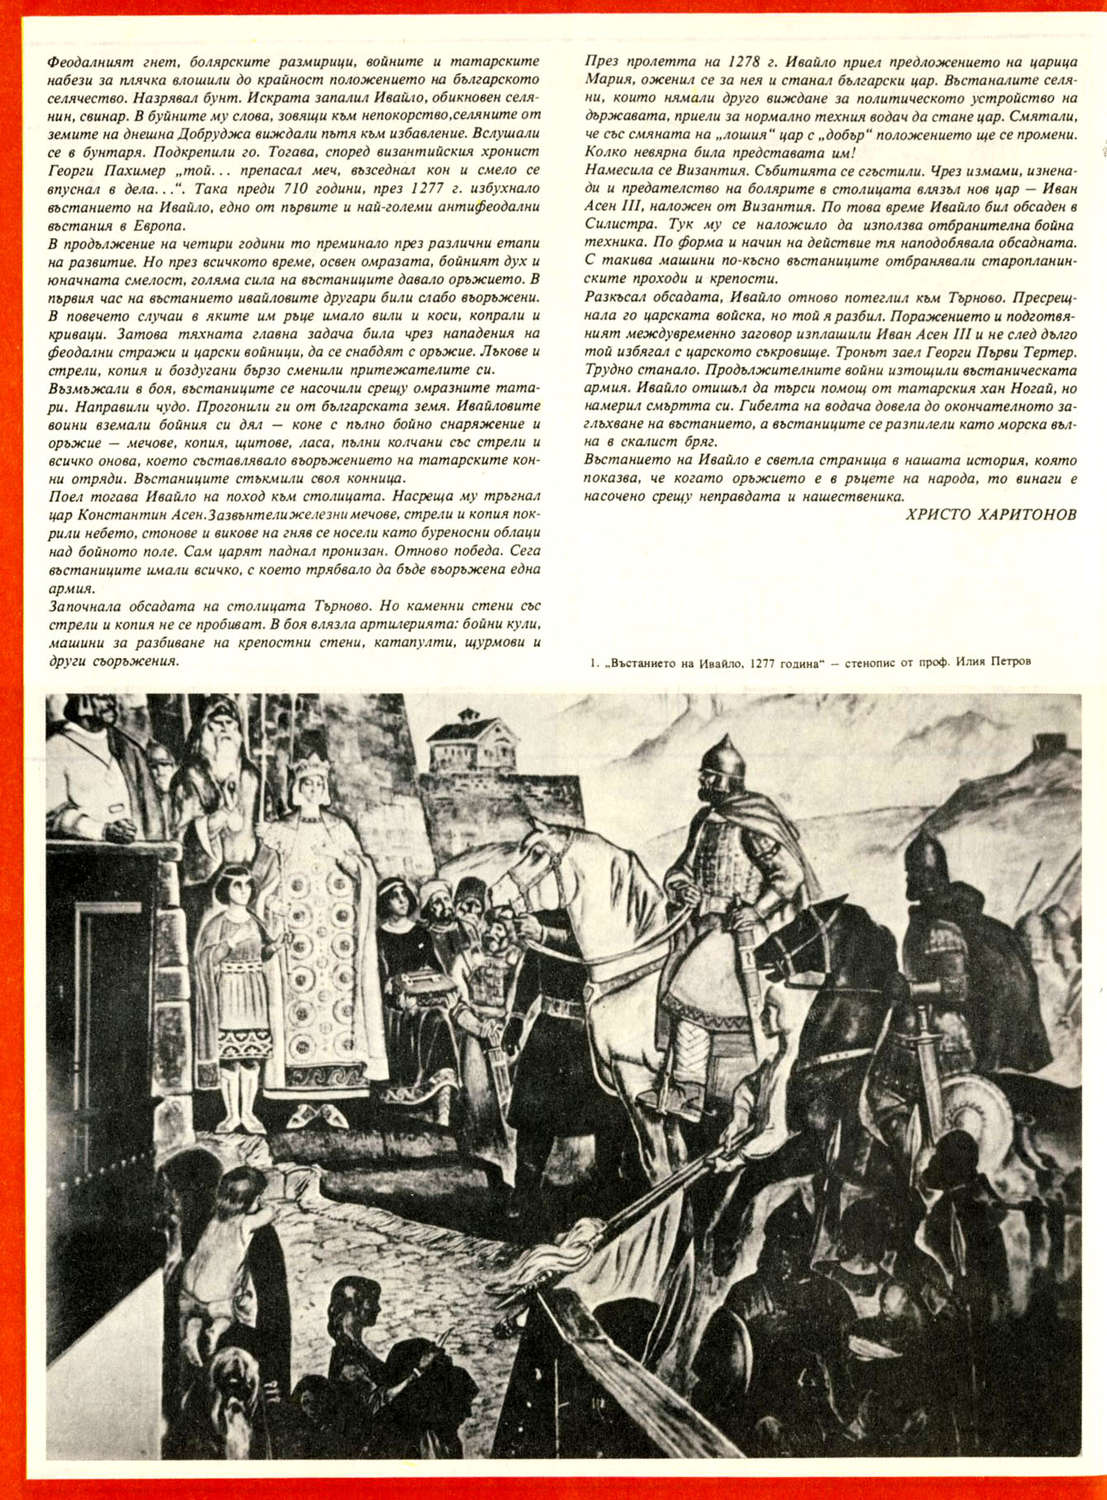 Феодалният гнет, болярските размирици, войните и татарските
набези за плячка влошили до крайност положението на българското
селячество. Назрявал бунт. Искрата запалил Ивайло, обикновен селя-
нин, свинар. В буйните му слова, зовящи към непокорство,селяните от
земите на днешна Добруджа виждали пътя към избавление. Вслушали
се в бунтаря. Подкрепили го. Тогава, според византийския хронист
Георги Пахимер „той... препасал меч, възседнал кон и смело се
впуснал в дела...“. Така преди 710 години, през 1277 г. избухнало
въстанието на Ивайло, едно от първите и най-големи антифеодални
въстания в Европа.
В продължение на четири години то преминало през различни етапи
на развитие. Но през всичкото време, освен омразата, бойният дух и
юначната смелост, голяма сила на въстаниците давало оръжието. В
първия час на въстанието ивайловите другари били слабо въоръжени.
В повечето случаи в яките им ръце имало вили и коси, копрали и
криваци. Затова тяхната главна задача била чрез нападения на
феодални стражи и царски войници, да се снабдят с оръжие. Лъкове и
стрели, копия и боздугани бързо сменили притежателите си.
Възмъжали в боя, въстаниците се насочили срещу омразните тата-
ри. Направили чудо. Прогонили ги от българската земя. Ивайловите
воини вземали бойния си дял — коне с пълно бойно снаряжение и
оръжие — мечове, копия, щитове, ласа, пълни колчани със стрели и
всичко онова, което съставлявало въоръжението на татарските кон-
ни отряди. Въстаниците стъкмили своя конница.
Поел тогава Ивайло на поход към столицата. Насреща му тръгнал
цар Константин Асен.Зазвънтели железни мечове, стрели и копия пок-
рили небето, стонове и викове на гняв се носели като буреносни облаци
над бойното поле. Сам царят паднал пронизан. Отново победа. Сега
въстаниците имали всичко, с което трябвало да бъде въоръжена една
армия.
Започнала обсадата на столицата Търново. Но каменни стени със
стрели и копия не се пробиват. В боя влязла артилерията: бойни кули,
машини за разбиване на крепостни стени, катапулти, щурмови и
други съоръжения.
През пролетта на 1278 г. Ивайло приел предложението на царица
Мария, оженил се за нея и станал български цар. Въстаналите селя-
ни, които нямали друго виждане за политическото устройство на
държавата, приели за нормално техния водач да стане цар. Смятали,
че със смяната на „лошия“ цар с „добър“ положението ще се промени.
Колко невярна била представата им!
Намесила се Византия. Събитията се сгъстили. Чрез измами, изнена-
ди и предателство на болярите в столицата влязъл нов цар — Иван
Асен III, наложен от Византия. По това време Ивайло бил обсаден в
Силистра. Тук му се наложило да използва отбранителна бойна
техника. По форма и начин на действие тя наподобявала обсадната.
С такива машини по-късно въстаниците отбранявали старопланин-
ските проходи и крепости.
Разкъсал обсадата, Ивайло отново потеглил към Търново. Пресрещ-
нала го царската войска, но той я разбил. Поражението и подготвя-
ният междувременно заговор изплашили Иван Асен III и не след дълго
той избягал с царското съкровище. Тронът заел Георги Първи Тертер.
Трудно станало. Продължителните войни изтощили въстаническата
армия. Ивайло отишъл да търси помощ от татарския хан Ногай, но
намерил смъртта си. Гибелта на водача довела до окончателното за-
глъхване на въстанието, а въстаниците се разпилели като морска въл-
на в скалист бряг.
Въстанието на Ивайло е светла страница в нашата история, която
показва, че когато оръжието е в ръцете на народа, то винаги е
насочено срещу неправдата и нашественика.
ХРИСТО ХАРИТОНОВ
1. „Въстанието на Ивайло, 1277 година“ — стенопис от проф. Илия Петров